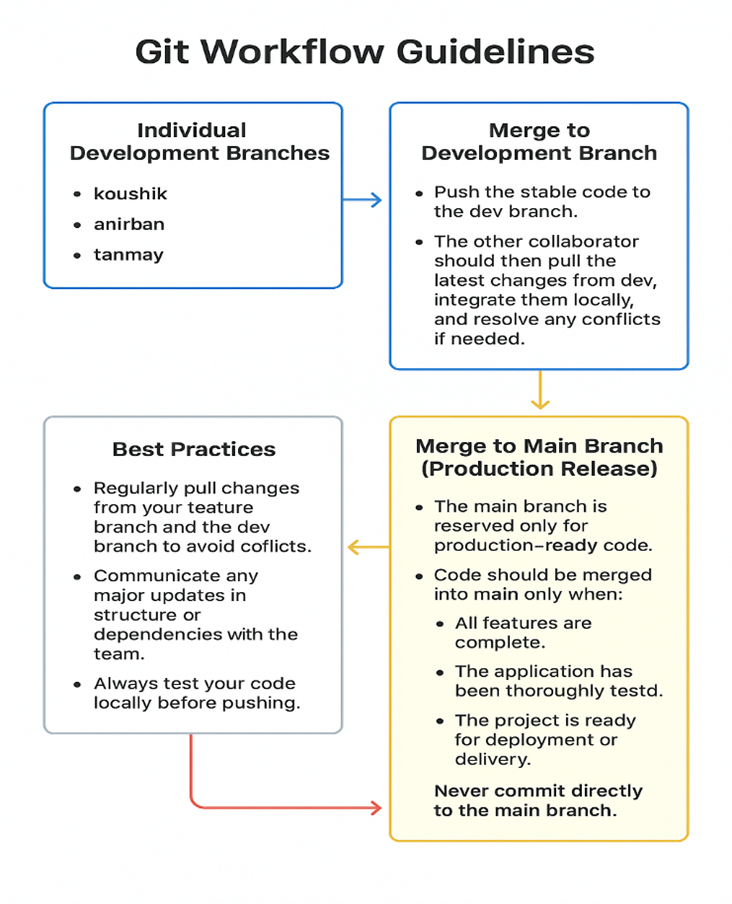 Git Workflow Guidelines
Individual
Development Branches
• koushik
• anirban
• tanmay
Merge to
Development Branch
• Push the stable code to
the dev branch.
• The other collaborator
should then pull the
latest changes from dev,
integrate them locally,
and resolve any conflicts
if needed.
Best Practices
• Regularly pull changes
from your teature
branch and the dev
branch to avoid coflicts.
• Communicate any
major updates in
structure or
dependencies with the
team.
• Always test your code
locally before pushing.
Merge to Main Branch
(Production Release)
• The main branch is
reserved only for
production–ready code.
• Code should be merged
into main only when:
• All features are
complete.
• The application has
been thoroughly testd.
• The project is ready
for deployment or
delivery.
Never commit directly
to the main branch.